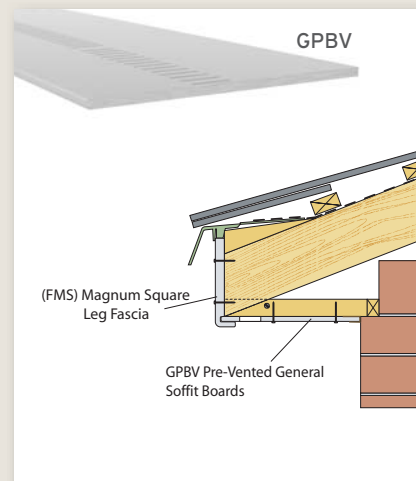 GPBV
(FMS) Magnum Square
Leg Fascia
GPBV Pre-Vented General
Soffit Boards